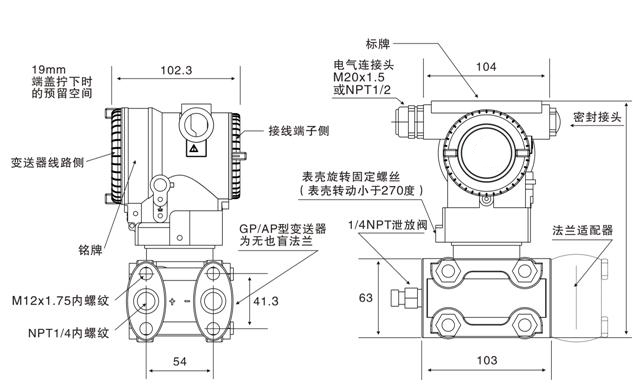 19mm
端盖拧下时
的预留空间
102.3
变送器线路侧
接线端子侧
铭牌
GP/AP型变送器
为无也盲法兰
M12x1.75内螺纹
NPT1/4内螺纹
+ -
41.3
54
标牌
电气连接头
M20x1.5
或NPT1/2
104
密封接头
表壳旋转固定螺丝
(表壳转动小于270度)
1/4NPT泄放阀
法兰适配器
63
103